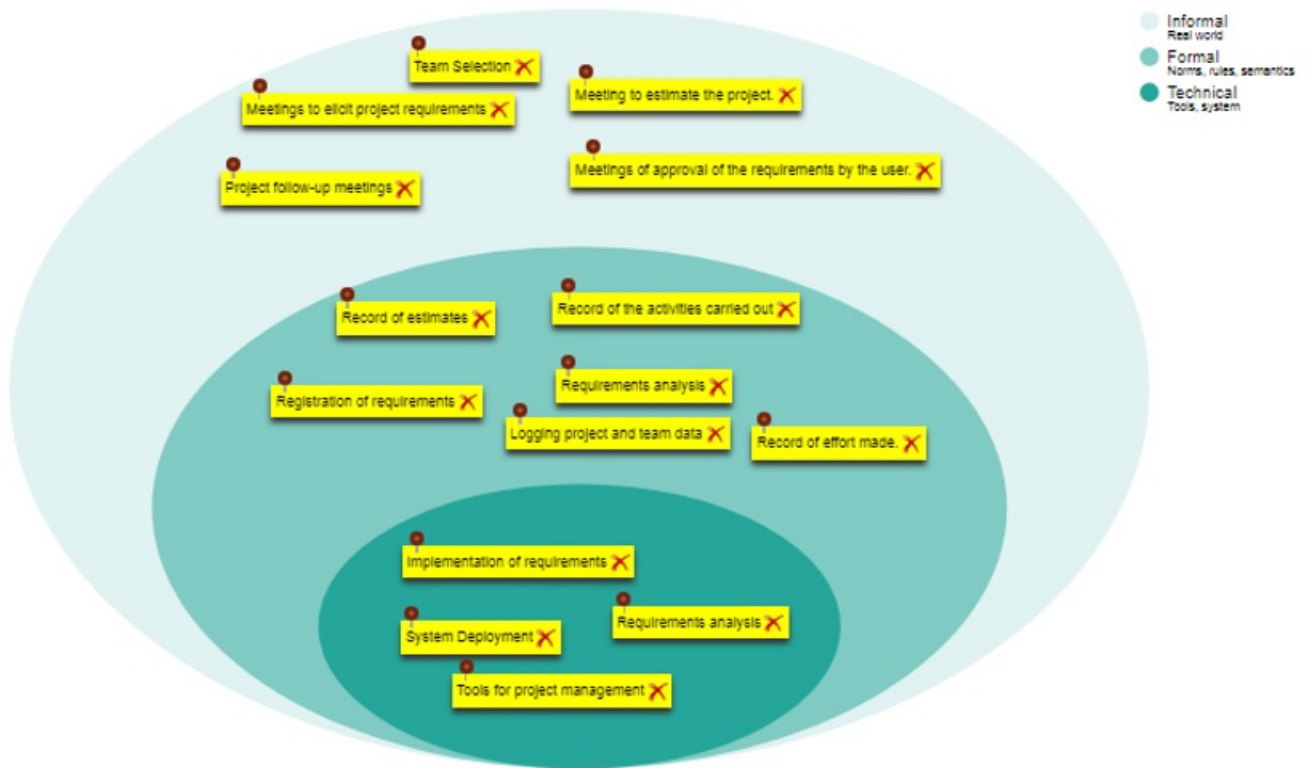 Team Selection
Meetings to elicit project requirements
Meeting to estimate the project.
Project follow-up meetings
Meetings of approval of the requirements by the user.
Record of estimates
Record of the activities carried out
Registration of requirements
Requirements analysis
Logging project and team data
Record of effort made.
Implementation of requirements
Requirements analysis
System Deployment
Tools for project management
Informal
Real world
Formal
Norms, rules, semantics
Technical
Tools, system